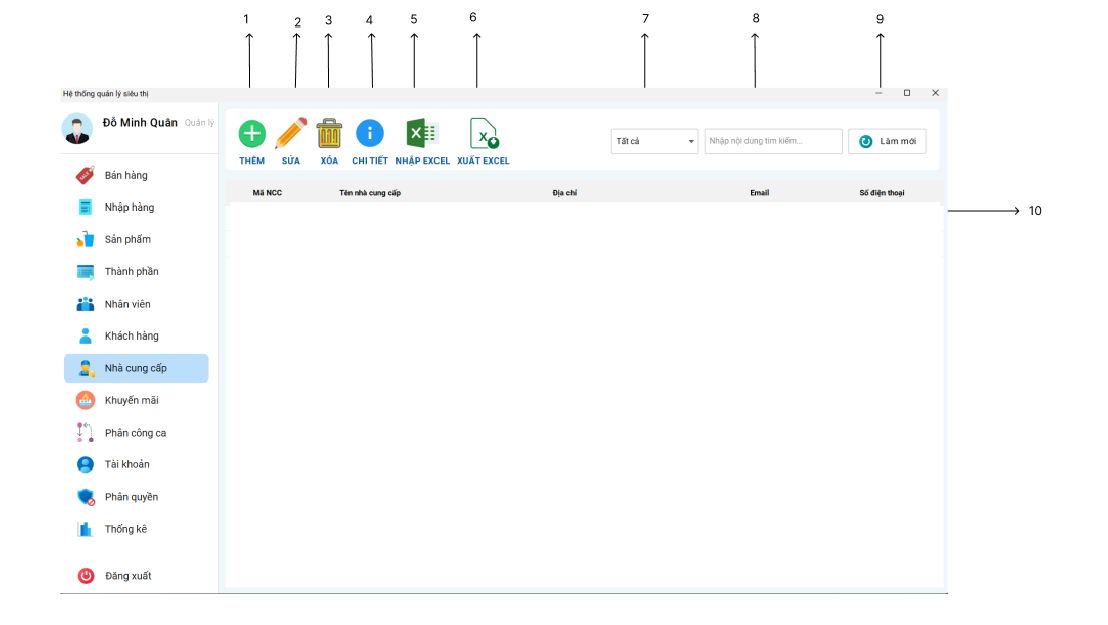 1 2 3 4 5 6 7 8 9
Hệ thống quản lý siêu thị
Đỗ Minh Quân Quản lý
THÊM SỬA XÓA CHI TIẾT NHẬP EXCEL XUẤT EXCEL
Tất cả
Nhập nội dung tìm kiếm...
Làm mới
Mã NCC Tên nhà cung cấp Địa chỉ Email Số điện thoại
10
Bán hàng
Nhập hàng
Sản phẩm
Thành phần
Nhân viên
Khách hàng
Nhà cung cấp
Khuyến mãi
Phân công ca
Tài khoản
Phân quyền
Thống kê
Đăng xuất